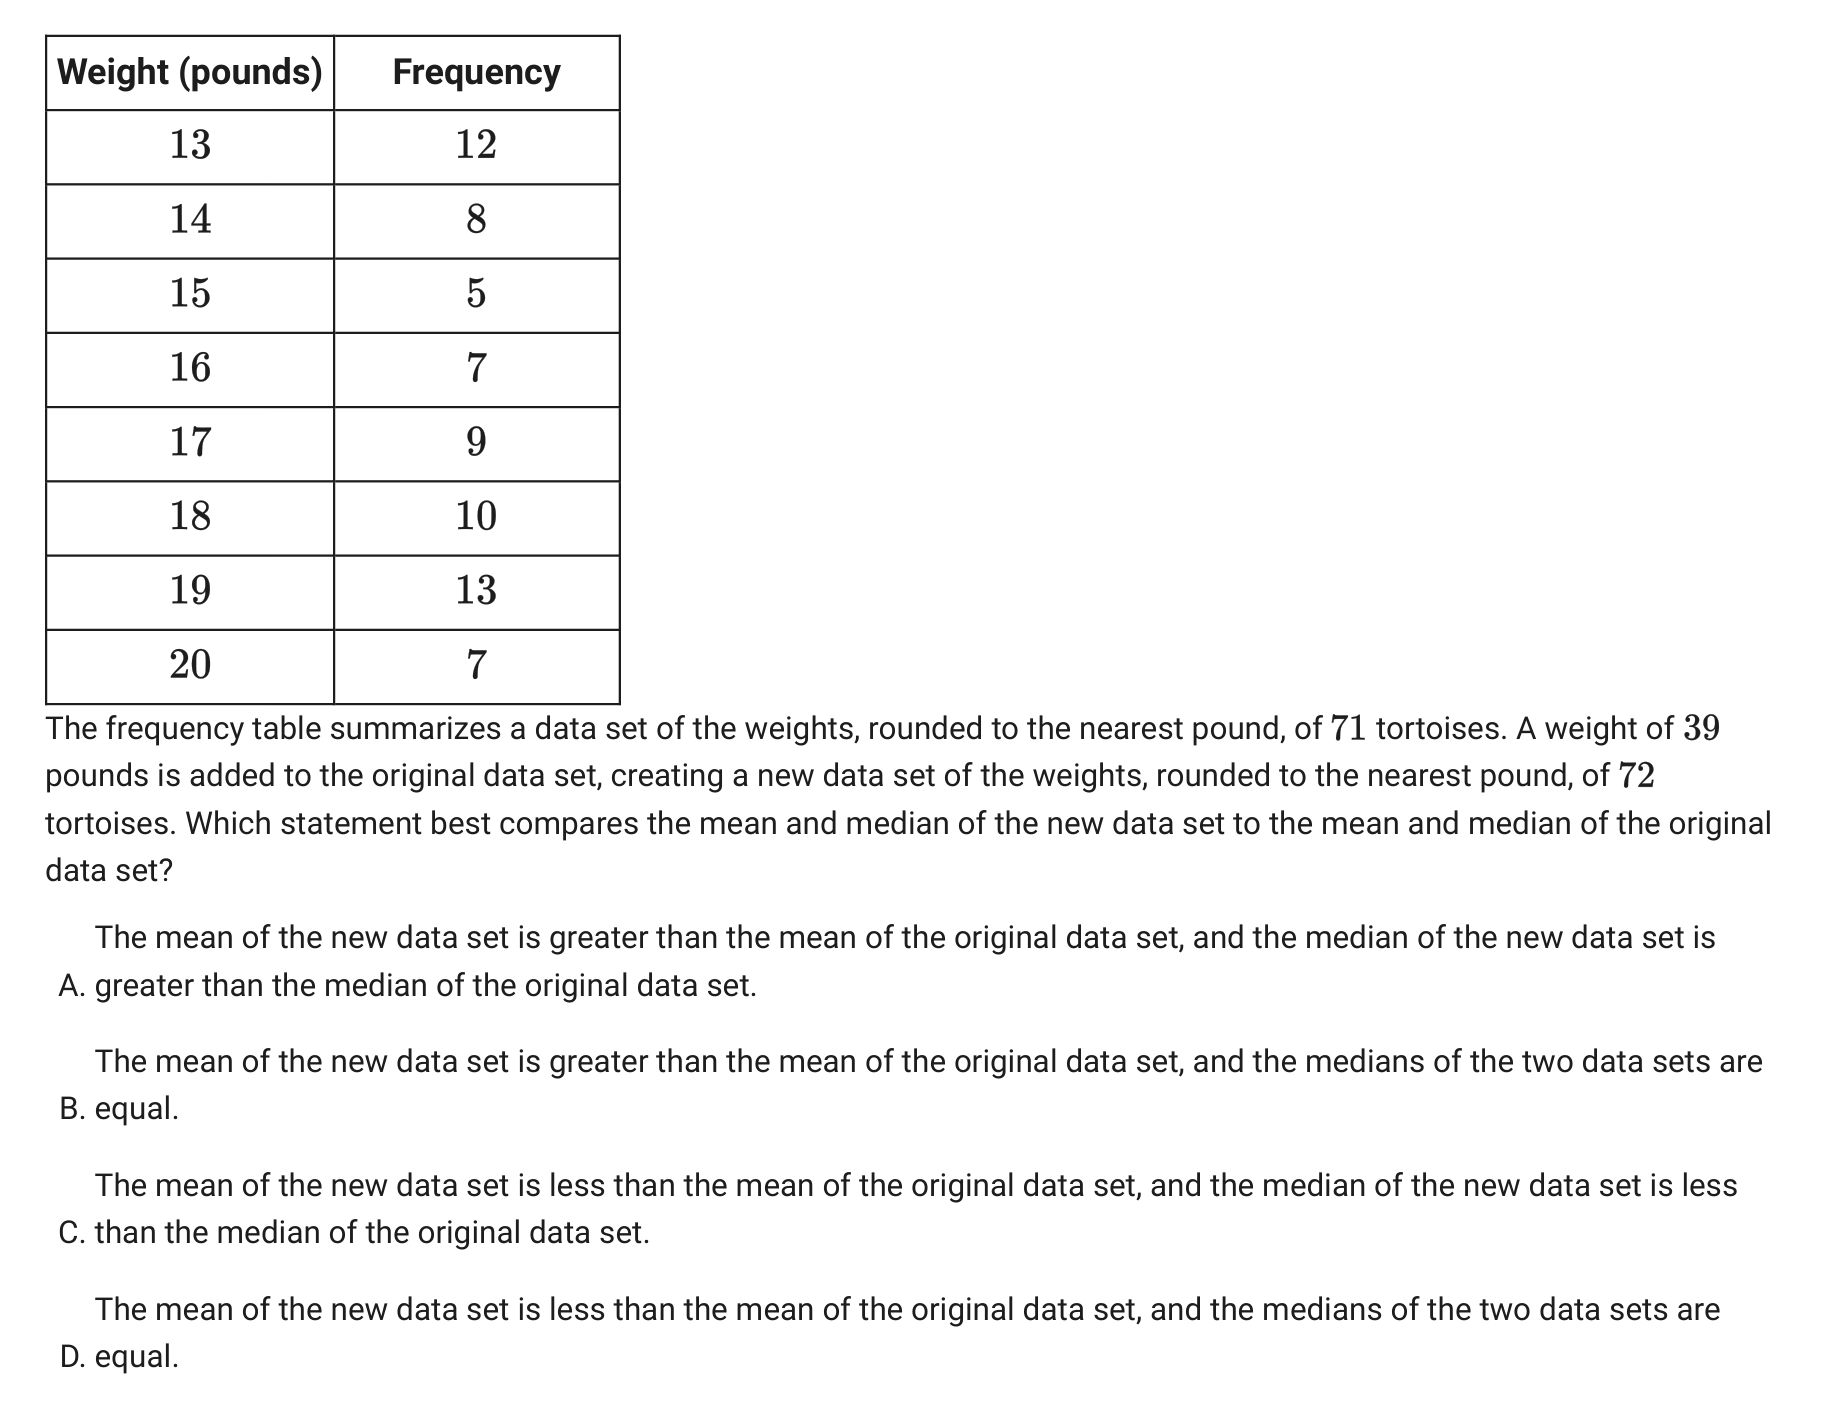 Weight (pounds) Frequency
13 12
14 8
15 5
16 7
17 9
18 10
19 13
20 7
The frequency table summarizes a data set of the weights, rounded to the nearest pound, of 71 tortoises. A weight of 39
pounds is added to the original data set, creating a new data set of the weights, rounded to the nearest pound, of 72
tortoises. Which statement best compares the mean and median of the new data set to the mean and median of the original
data set?
The mean of the new data set is greater than the mean of the original data set, and the median of the new data set is
A. greater than the median of the original data set.
The mean of the new data set is greater than the mean of the original data set, and the medians of the two data sets are
B. equal.
The mean of the new data set is less than the mean of the original data set, and the median of the new data set is less
C. than the median of the original data set.
The mean of the new data set is less than the mean of the original data set, and the medians of the two data sets are
D. equal.